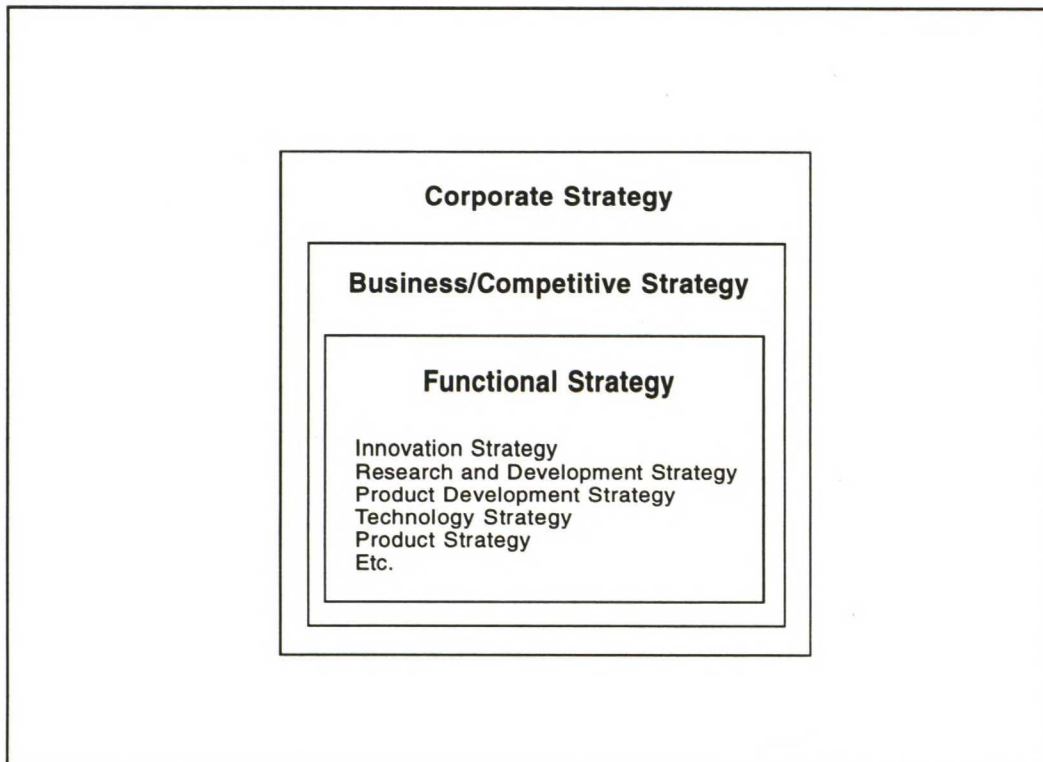 Corporate Strategy
Business/Competitive Strategy
Functional Strategy
Innovation Strategy
Research and Development Strategy
Product Development Strategy
Technology Strategy
Product Strategy
Etc.